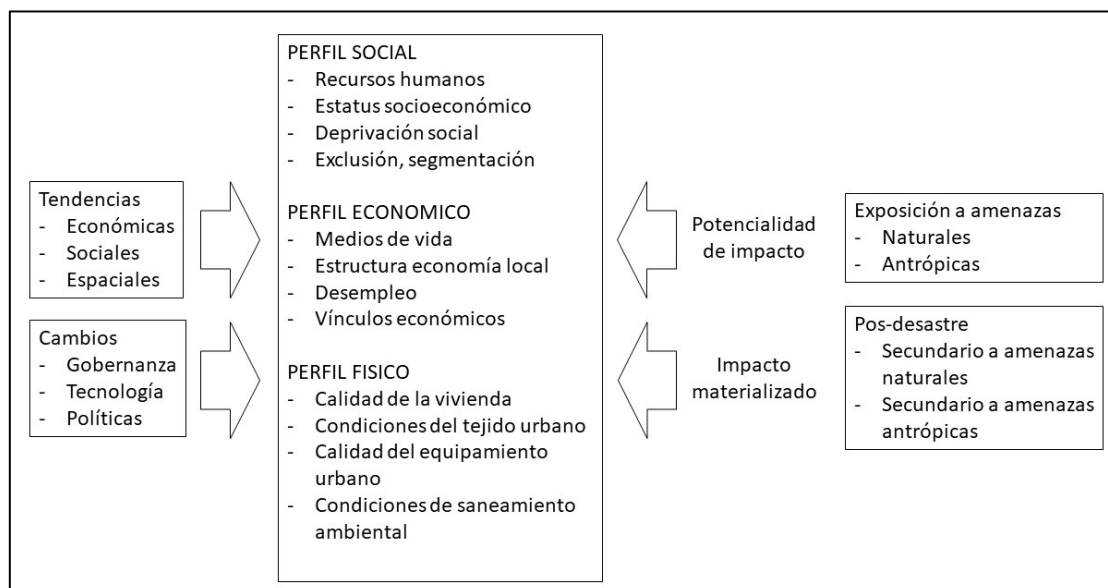 Tendencias
- Económicas
- Sociales
- Espaciales
Cambios
- Gobernanza
- Tecnología
- Políticas
PERFIL SOCIAL
- Recursos humanos
- Estatus socioeconómico
- Deprivación social
- Exclusión, segmentación
PERFIL ECONOMICO
- Medios de vida
- Estructura economía local
- Desempleo
- Vínculos económicos
PERFIL FISICO
- Calidad de la vivienda
- Condiciones del tejido urbano
- Calidad del equipamiento
urbano
- Condiciones de saneamiento
ambiental
Potencialidad
de impacto
Impacto
materializado
Exposición a amenazas
- Naturales
- Antrópicas
Pos-desastre
- Secundario a amenazas
naturales
- Secundario a amenazas
antrópicas